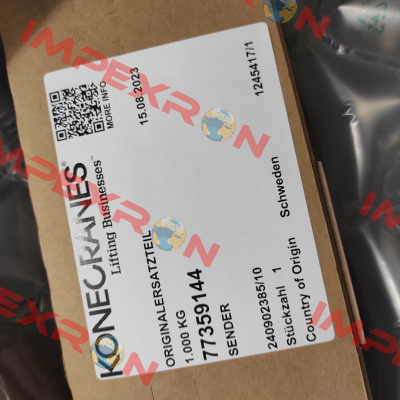 MORE INFO
KONECRANES®
Lifting Businesses™
15.08.2023
1245417/1
ORIGINALERSATZTEIL
1.000 KG
77359144
SENDER
240902385/10
Stückzahl 1
Country of Origin Schweden
IMPEXRON
IMPEXRON
IMPEXRON